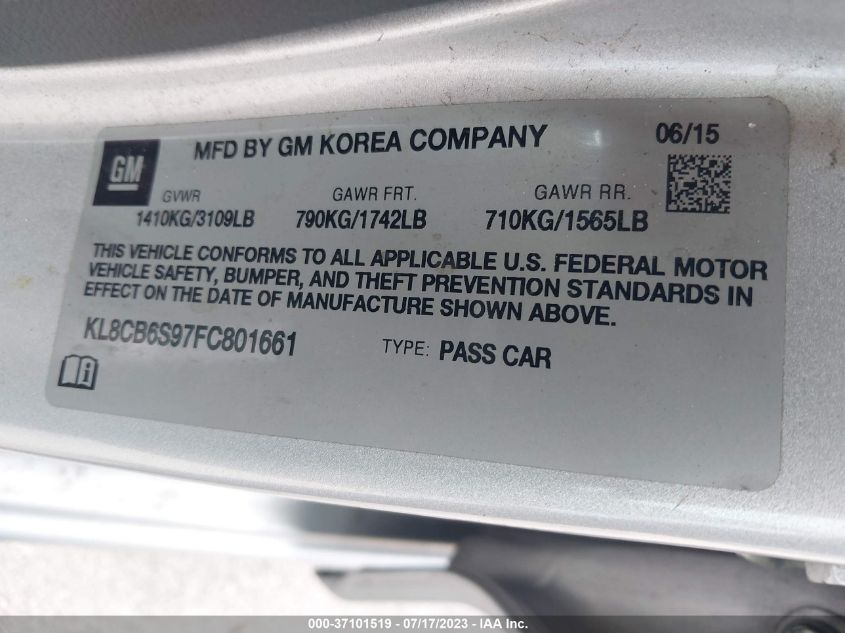 GM
MFD BY GM KOREA COMPANY 06/15
GVWR GAWR FRT. GAWR RR.
1410KG/3109LB 790KG/1742LB 710KG/1565LB
THIS VEHICLE CONFORMS TO ALL APPLICABLE U.S. FEDERAL MOTOR
VEHICLE SAFETY, BUMPER, AND THEFT PREVENTION STANDARDS IN
EFFECT ON THE DATE OF MANUFACTURE SHOWN ABOVE.
KL8CB6S97FC801661 TYPE: PASS CAR
000-37101519 - 07/17/2023 - IAA Inc.